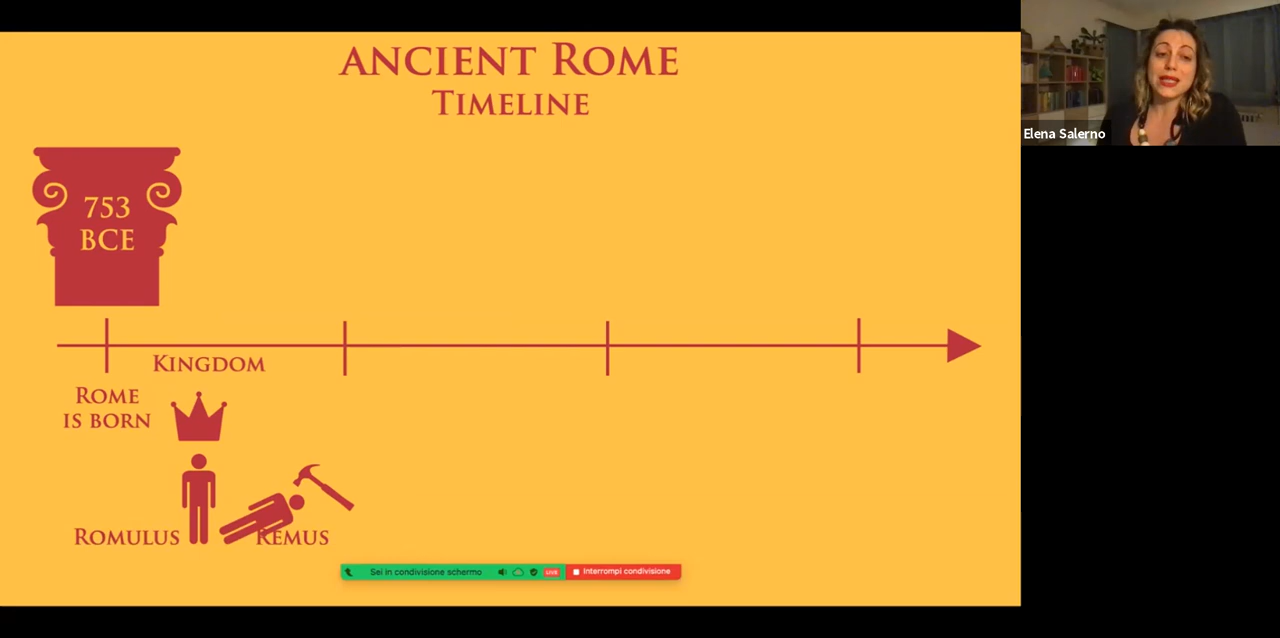 ANCIENT ROME
TIMELINE
753
BCE
KINGDOM
ROME
IS BORN
ROMULUS
REMUS
Sei in condivisione schermo
LIVE
Interrompi condivisione
Elena Salerno